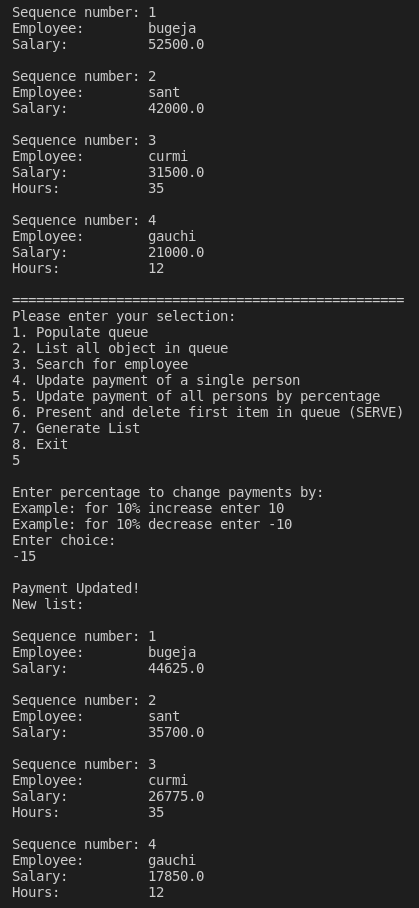 Sequence number: 1
Employee:        bugeja
Salary:          52500.0

Sequence number: 2
Employee:        sant
Salary:          42000.0

Sequence number: 3
Employee:        curmi
Salary:          31500.0
Hours:           35

Sequence number: 4
Employee:        gauchi
Salary:          21000.0
Hours:           12

=================================================
Please enter your selection:
1. Populate queue
2. List all object in queue
3. Search for employee
4. Update payment of a single person
5. Update payment of all persons by percentage
6. Present and delete first item in queue (SERVE)
7. Generate List
8. Exit
5

Enter percentage to change payments by:
Example: for 10% increase enter 10
Example: for 10% decrease enter -10
Enter choice:
-15

Payment Updated!
New list:

Sequence number: 1
Employee:        bugeja
Salary:          44625.0

Sequence number: 2
Employee:        sant
Salary:          35700.0

Sequence number: 3
Employee:        curmi
Salary:          26775.0
Hours:           35

Sequence number: 4
Employee:        gauchi
Salary:          17850.0
Hours:           12